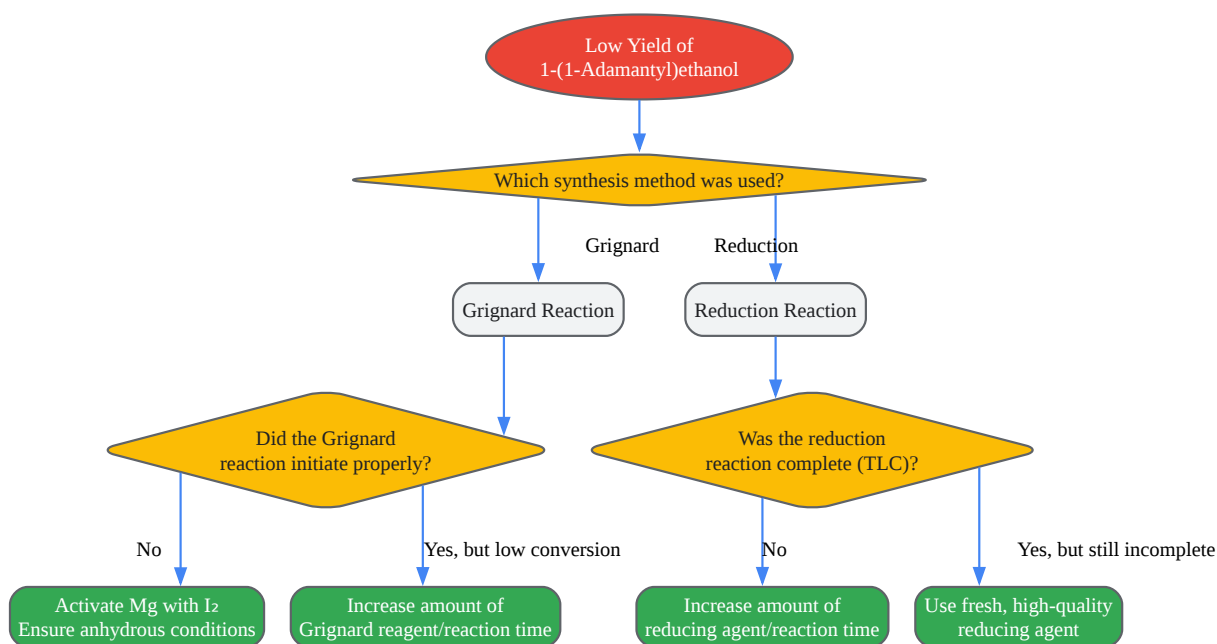 Low Yield of
1-(1-Adamantyl)ethanol
Which synthesis method was used?
Grignard
Reduction
Grignard Reaction
Reduction Reaction
Did the Grignard
reaction initiate properly?
Was the reduction
reaction complete (TLC)?
No
Yes, but low conversion
No
Yes, but still incomplete
Activate Mg with I₂
Ensure anhydrous conditions
Increase amount of
Grignard reagent/reaction time
Increase amount of
reducing agent/reaction time
Use fresh, high-quality
reducing agent